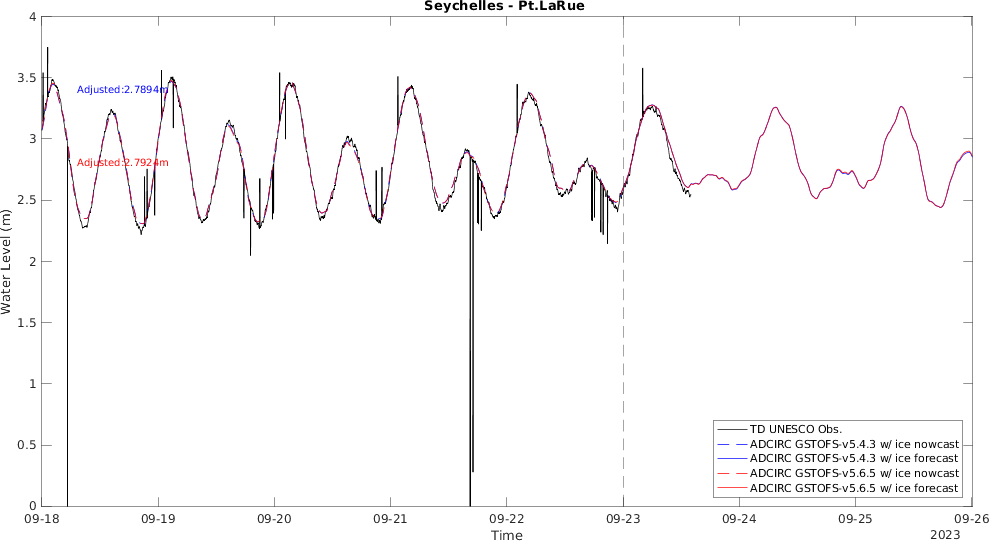 Seychelles - Pt.LaRue
4
3.5
3
2.5
2
1.5
1
0.5
0
Water Level (m)
Adjusted:2.7894m
Adjusted:2.7924m
TD UNESCO Obs.
ADCIRC GSTOFS-v5.4.3 w/ ice nowcast
ADCIRC GSTOFS-v5.4.3 w/ ice forecast
ADCIRC GSTOFS-v5.6.5 w/ ice nowcast
ADCIRC GSTOFS-v5.6.5 w/ ice forecast
09-18 09-19 09-20 09-21 09-22 09-23 09-24 09-25 09-26
Time
2023